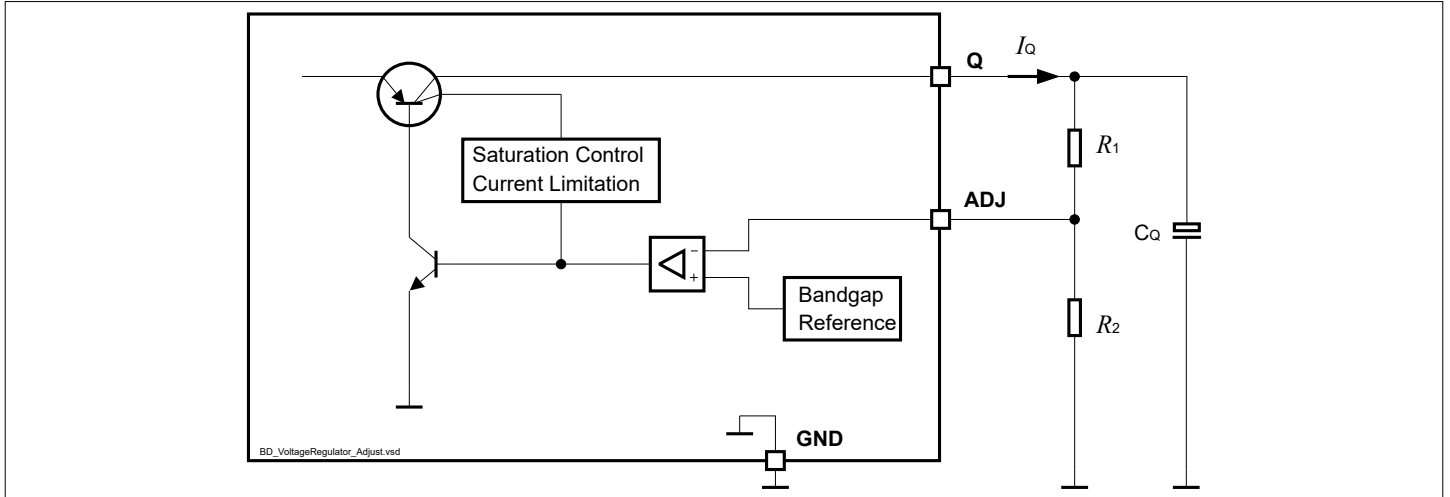 Q
IQ
Saturation Control
Current Limitation
R1
ADJ
CQ
−
+
Bandgap
Reference
R2
GND
BD_VoltageRegulator_Adjust.vsd